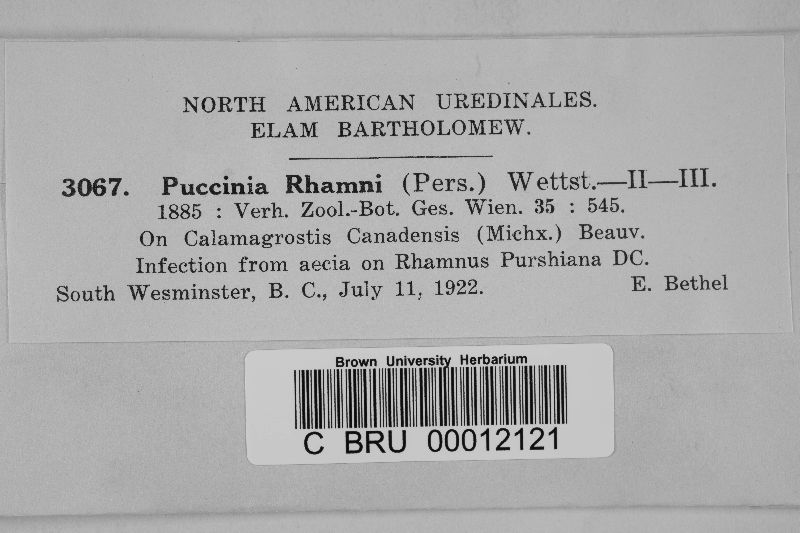 NORTH AMERICAN UREDINALES.
ELAM BARTHOLOMEW.
3067. Puccinia Rhamni (Pers.) Wettst.—II—III.
1885 : Verh. Zool.-Bot. Ges. Wien. 35 : 545.
On Calamagrostis Canadensis (Michx.) Beauv.
Infection from aecia on Rhamnus Purshiana DC.
South Wesminster, B. C., July 11, 1922. E. Bethel
Brown University Herbarium
C BRU 00012121